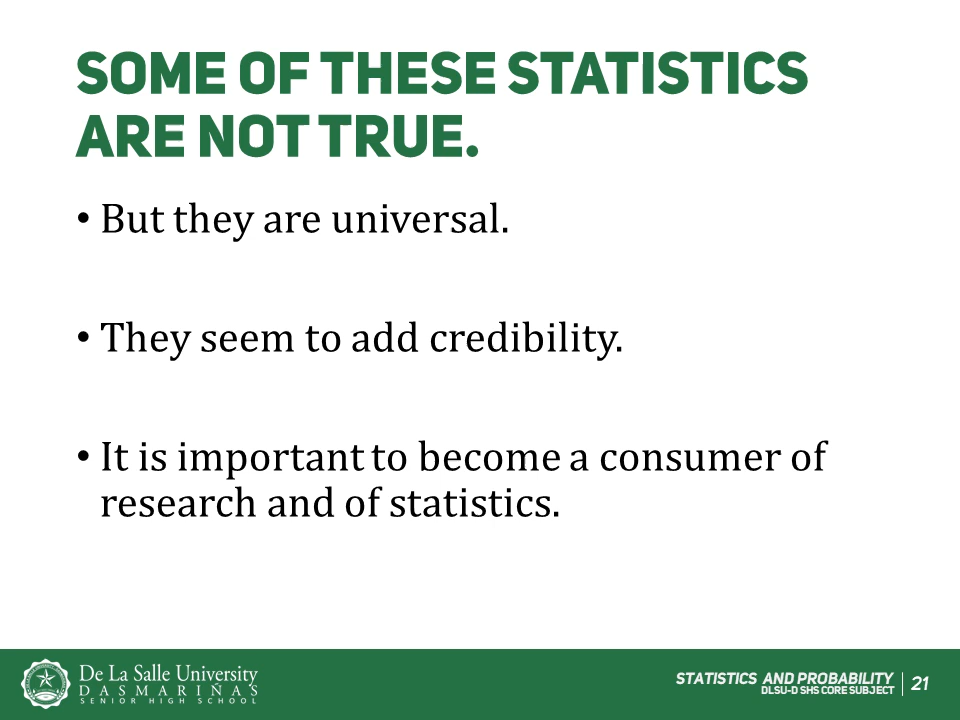 SOME OF THESE STATISTICS
ARE NOT TRUE.
• But they are universal.
• They seem to add credibility.
• It is important to become a consumer of
research and of statistics.
De La Salle University
DASMARIÑAS
SENIOR HIGH SCHOOL
STATISTICS AND PROBABILITY
DLSU-D SHS CORE SUBJECT
21